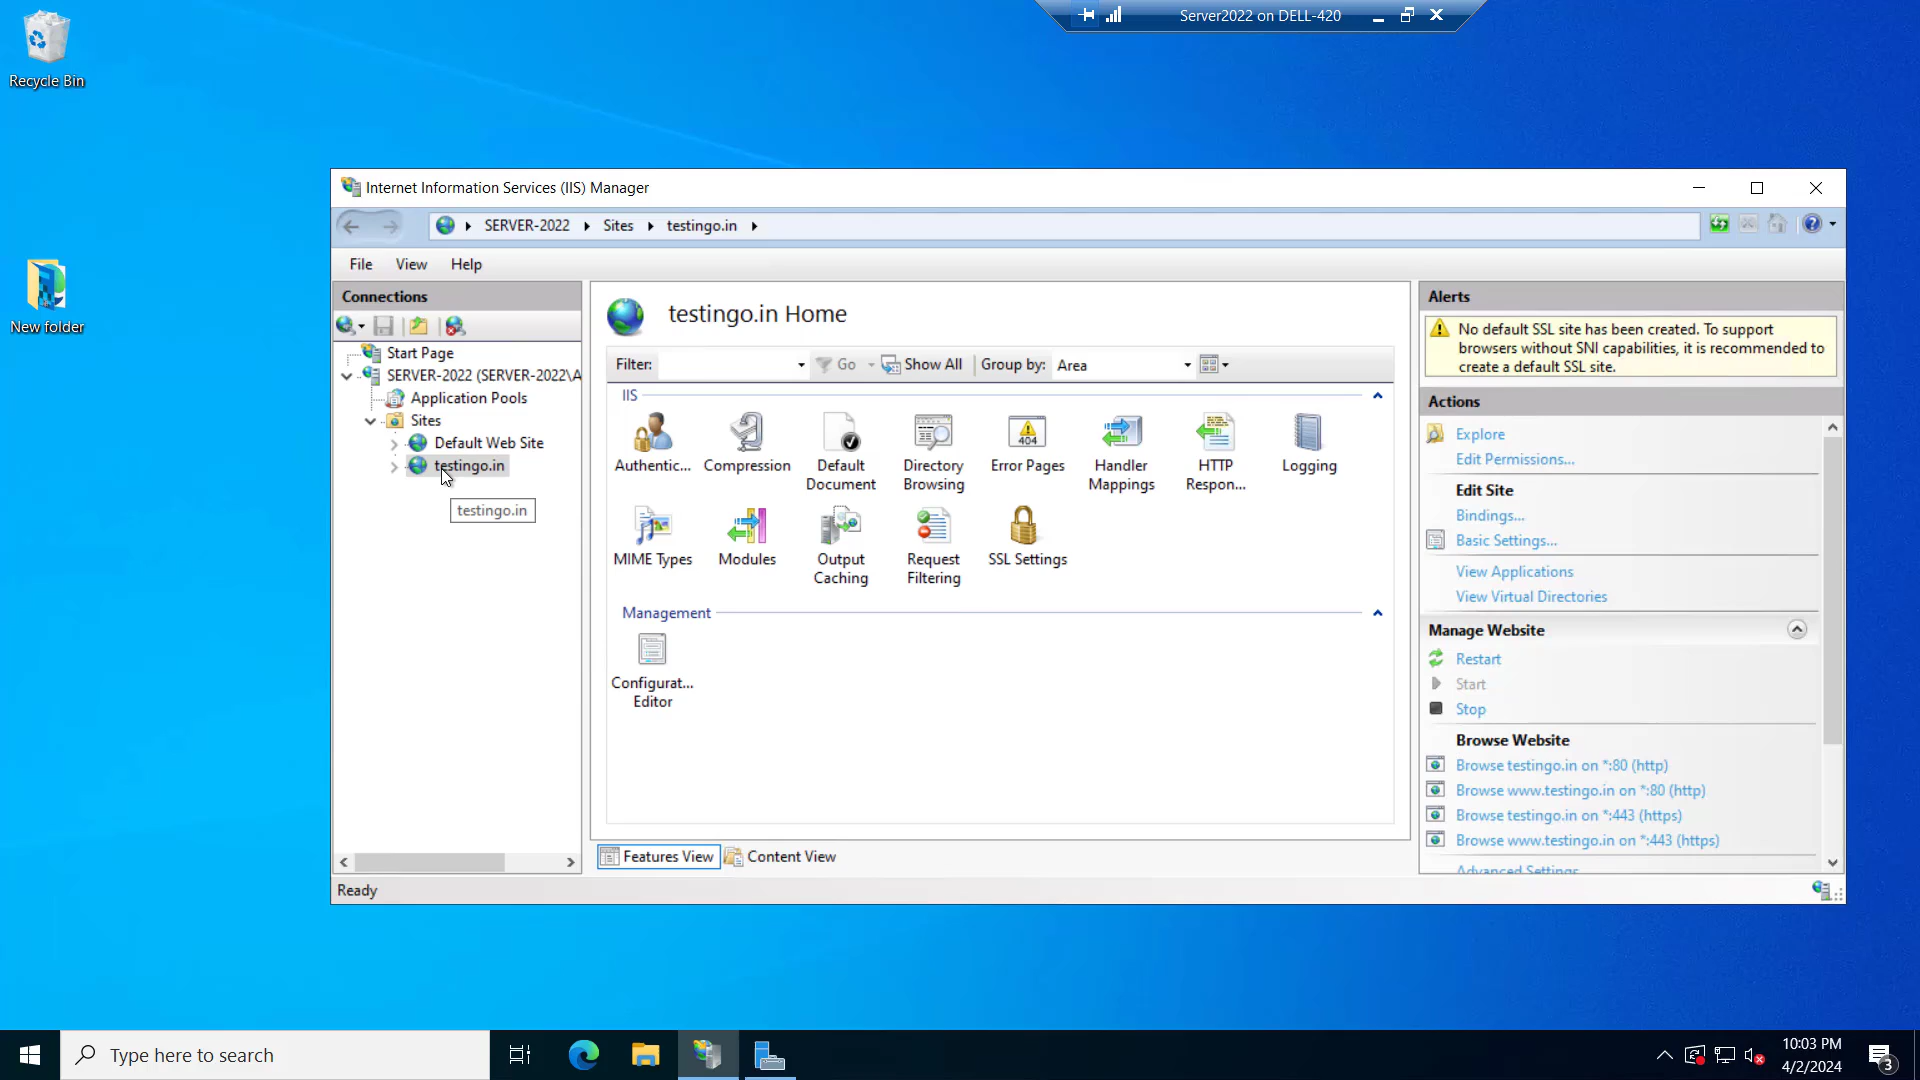 Recycle Bin
New folder
Server2022 on DELL-420
Internet Information Services (IIS) Manager
SERVER-2022
Sites
testingo.in
File
View
Help
Connections
Start Page
SERVER-2022 (SERVER-2022\A
Application Pools
Sites
Default Web Site
testingo.in
testingo.in
testingo.in Home
Filter:
Go
Show All
Group by:
Area
IIS
Authentic...
Compression
Default
Document
Directory
Browsing
404
Error Pages
Handler
Mappings
HTTP
Respon...
Logging
MIME Types
Modules
Output
Caching
Request
Filtering
SSL Settings
Management
Configurat...
Editor
Features View
Content View
Ready
Alerts
No default SSL site has been created. To support
browsers without SNI capabilities, it is recommended to
create a default SSL site.
Actions
Explore
Edit Permissions...
Edit Site
Bindings...
Basic Settings...
View Applications
View Virtual Directories
Manage Website
Restart
Start
Stop
Browse Website
Browse testingo.in on *:80 (http)
Browse www.testingo.in on *:80 (http)
Browse testingo.in on *:443 (https)
Browse www.testingo.in on *:443 (https)
Advanced Settings
Type here to search
10:03 PM
4/2/2024
3